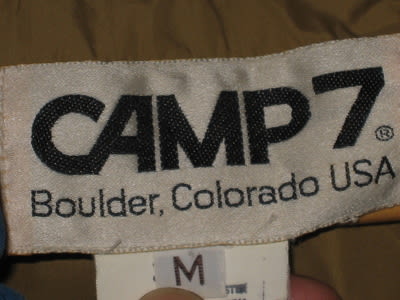 CAMP 7®
Boulder, Colorado USA
M